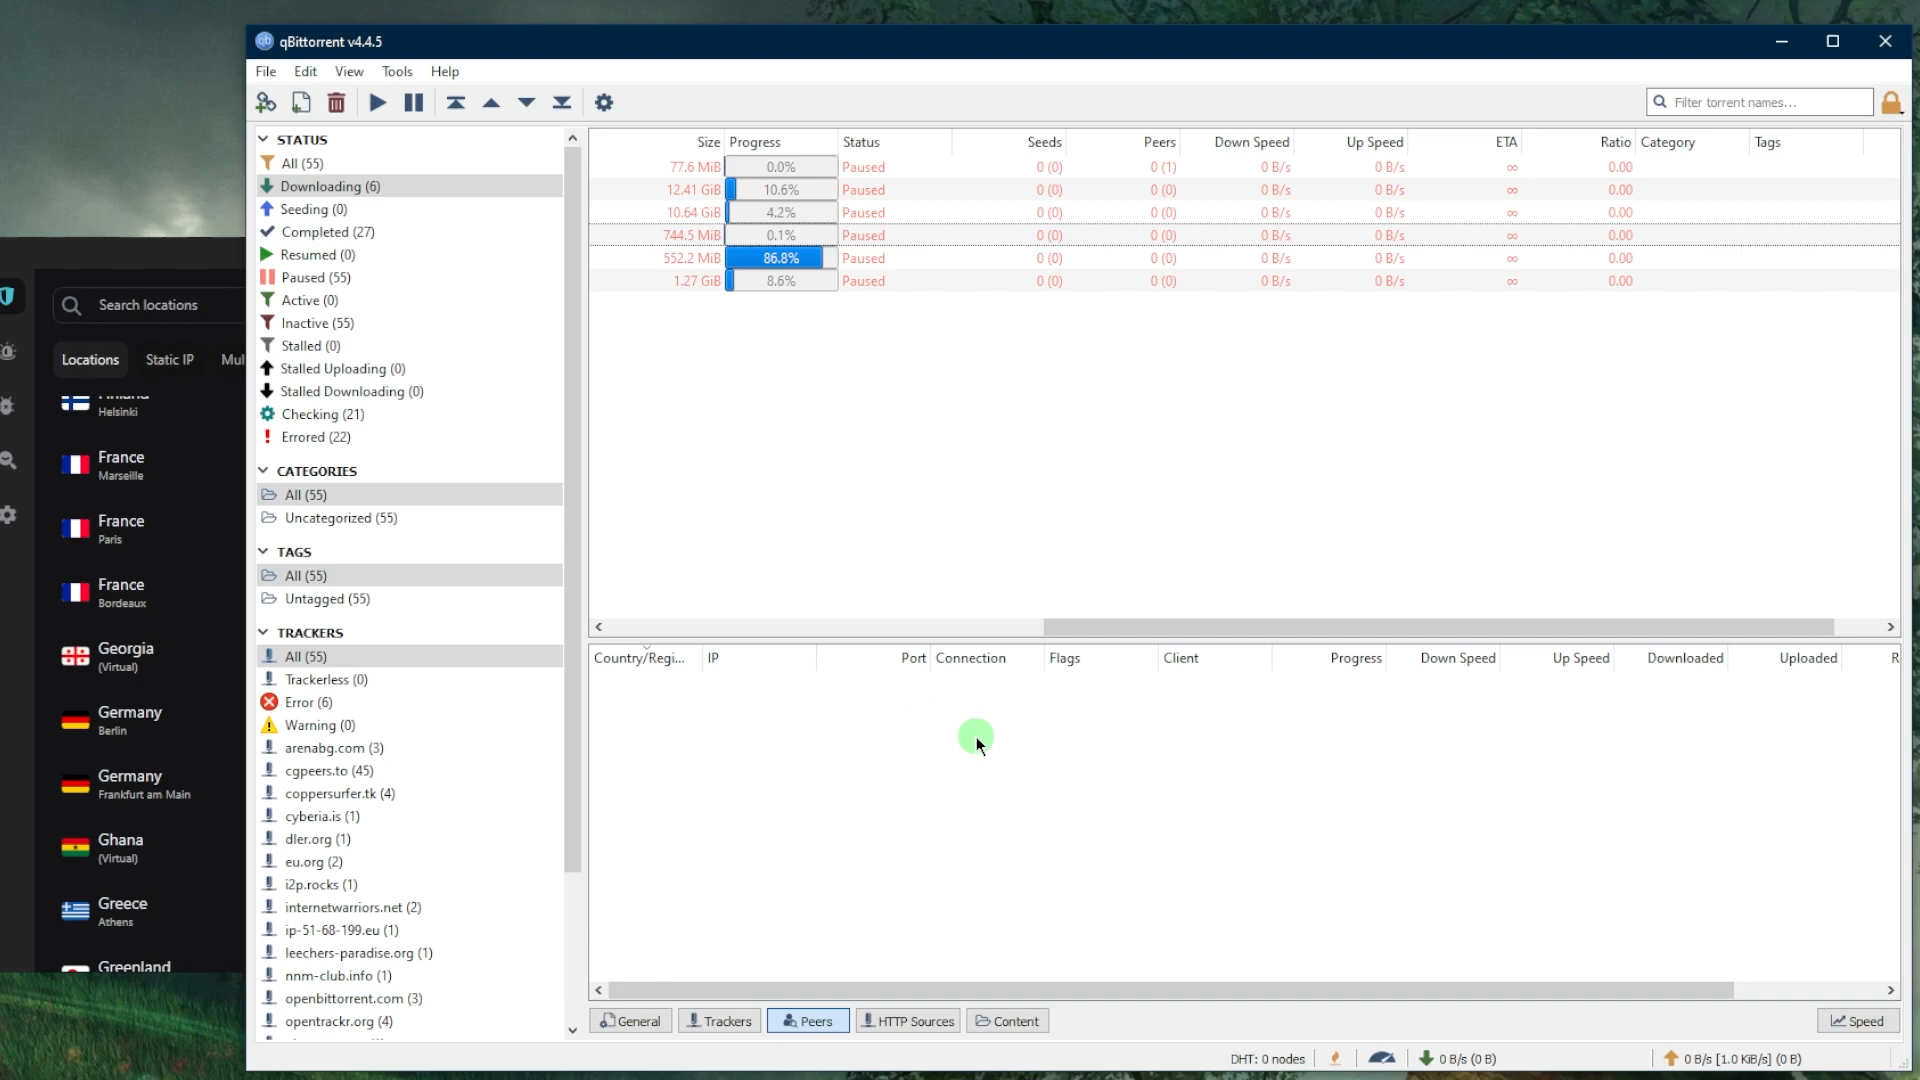 qBittorrent v4.4.5
File Edit View Tools Help
Filter torrent names...
STATUS
All (55)
Downloading (6)
Seeding (0)
Completed (27)
Resumed (0)
Paused (55)
Active (0)
Inactive (55)
Stalled (0)
Stalled Uploading (0)
Stalled Downloading (0)
Checking (21)
Errored (22)
CATEGORIES
All (55)
Uncategorized (55)
TAGS
All (55)
Untagged (55)
TRACKERS
All (55)
Trackerless (0)
Error (6)
Warning (0)
arenabg.com (3)
cgpeers.to (45)
coppersurfer.tk (4)
cyberia.is (1)
dler.org (1)
eu.org (2)
i2p.rocks (1)
internetwarriors.net (2)
ip-51-68-199.eu (1)
leechers-paradise.org (1)
nnm-club.info (1)
openbittorrent.com (3)
opentrackr.org (4)
Size Progress Status Seeds Peers Down Speed Up Speed ETA Ratio Category Tags
77.6 MiB 0.0% Paused 0 (0) 0 (1) 0 B/s 0 B/s ∞ 0.00
12.41 GiB 10.6% Paused 0 (0) 0 (0) 0 B/s 0 B/s ∞ 0.00
10.64 GiB 4.2% Paused 0 (0) 0 (0) 0 B/s 0 B/s ∞ 0.00
744.5 MiB 0.1% Paused 0 (0) 0 (0) 0 B/s 0 B/s ∞ 0.00
552.2 MiB 86.8% Paused 0 (0) 0 (0) 0 B/s 0 B/s ∞ 0.00
1.27 GiB 8.6% Paused 0 (0) 0 (0) 0 B/s 0 B/s ∞ 0.00
Country/Regi... IP Port Connection Flags Client Progress Down Speed Up Speed Downloaded Uploaded R
General Trackers Peers HTTP Sources Content Speed
DHT: 0 nodes 0 B/s (0 B) 0 B/s [1.0 KiB/s] (0 B)
Search locations
Locations Static IP Mul
Finland
Helsinki
France
Marseille
France
Paris
France
Bordeaux
Georgia
(Virtual)
Germany
Berlin
Germany
Frankfurt am Main
Ghana
(Virtual)
Greece
Athens
Greenland